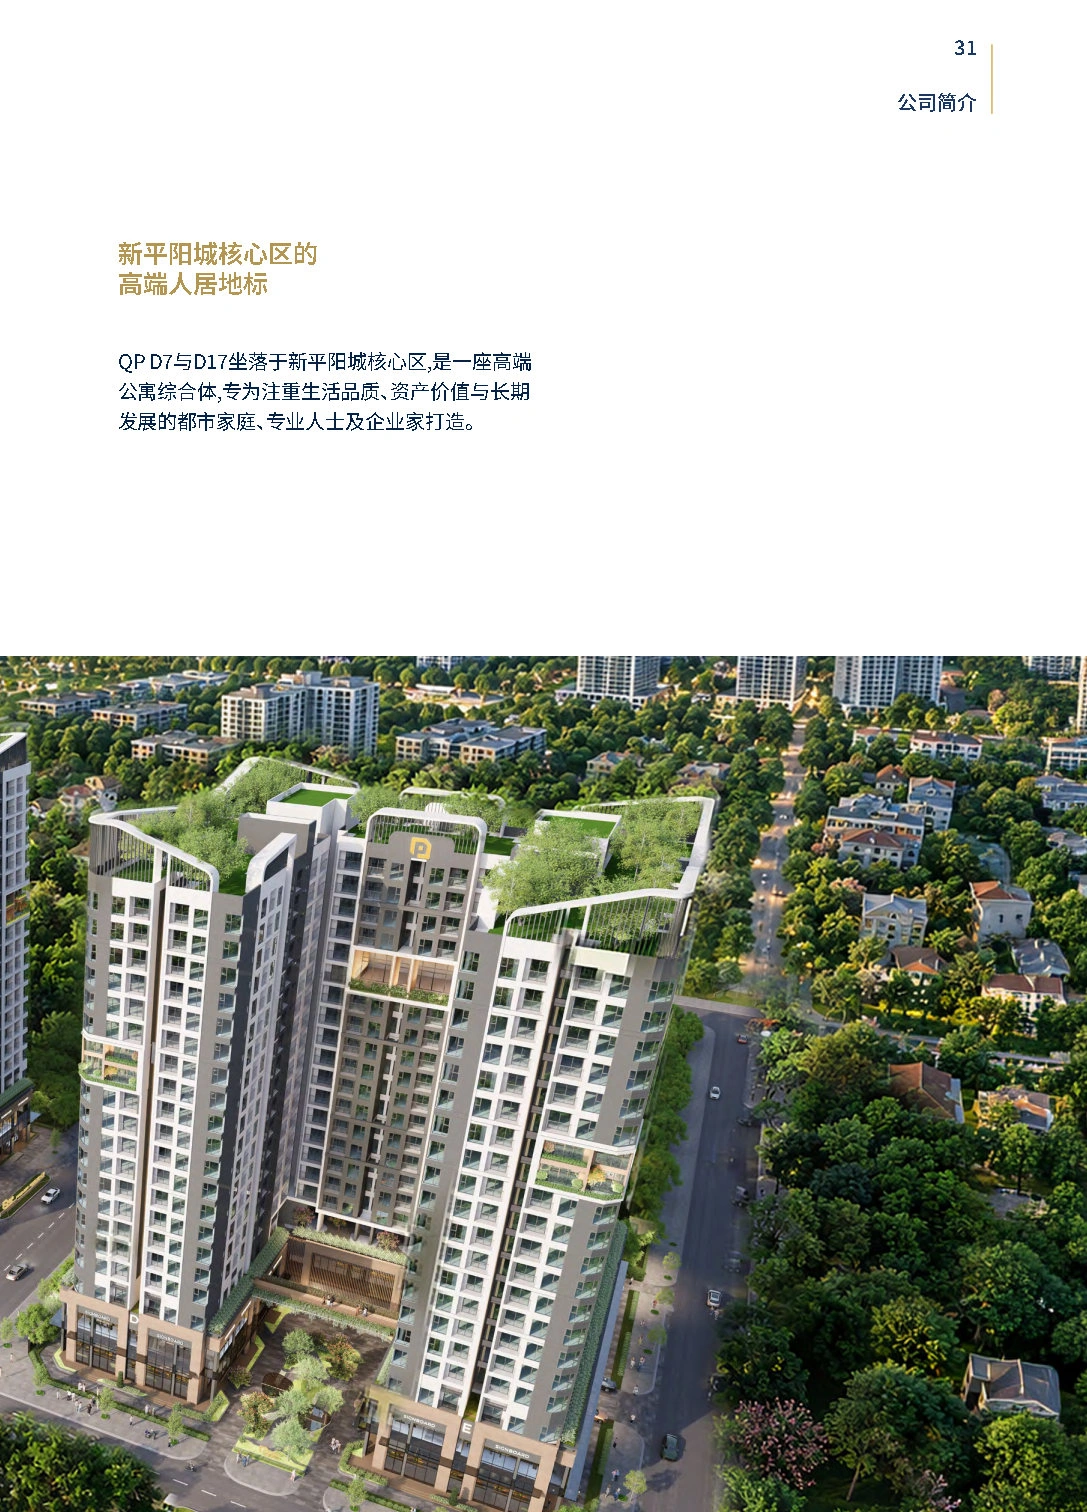 31
公司简介
新平阳城核心区的
高端人居地标
QP D7与D17坐落于新平阳城核心区,是一座高端
公寓综合体,专为注重生活品质、资产价值与长期
发展的都市家庭、专业人士及企业家打造。
SIGNBOARD
D
SIGNBOARD
SIGNBOARD
E
SIGNBOARD